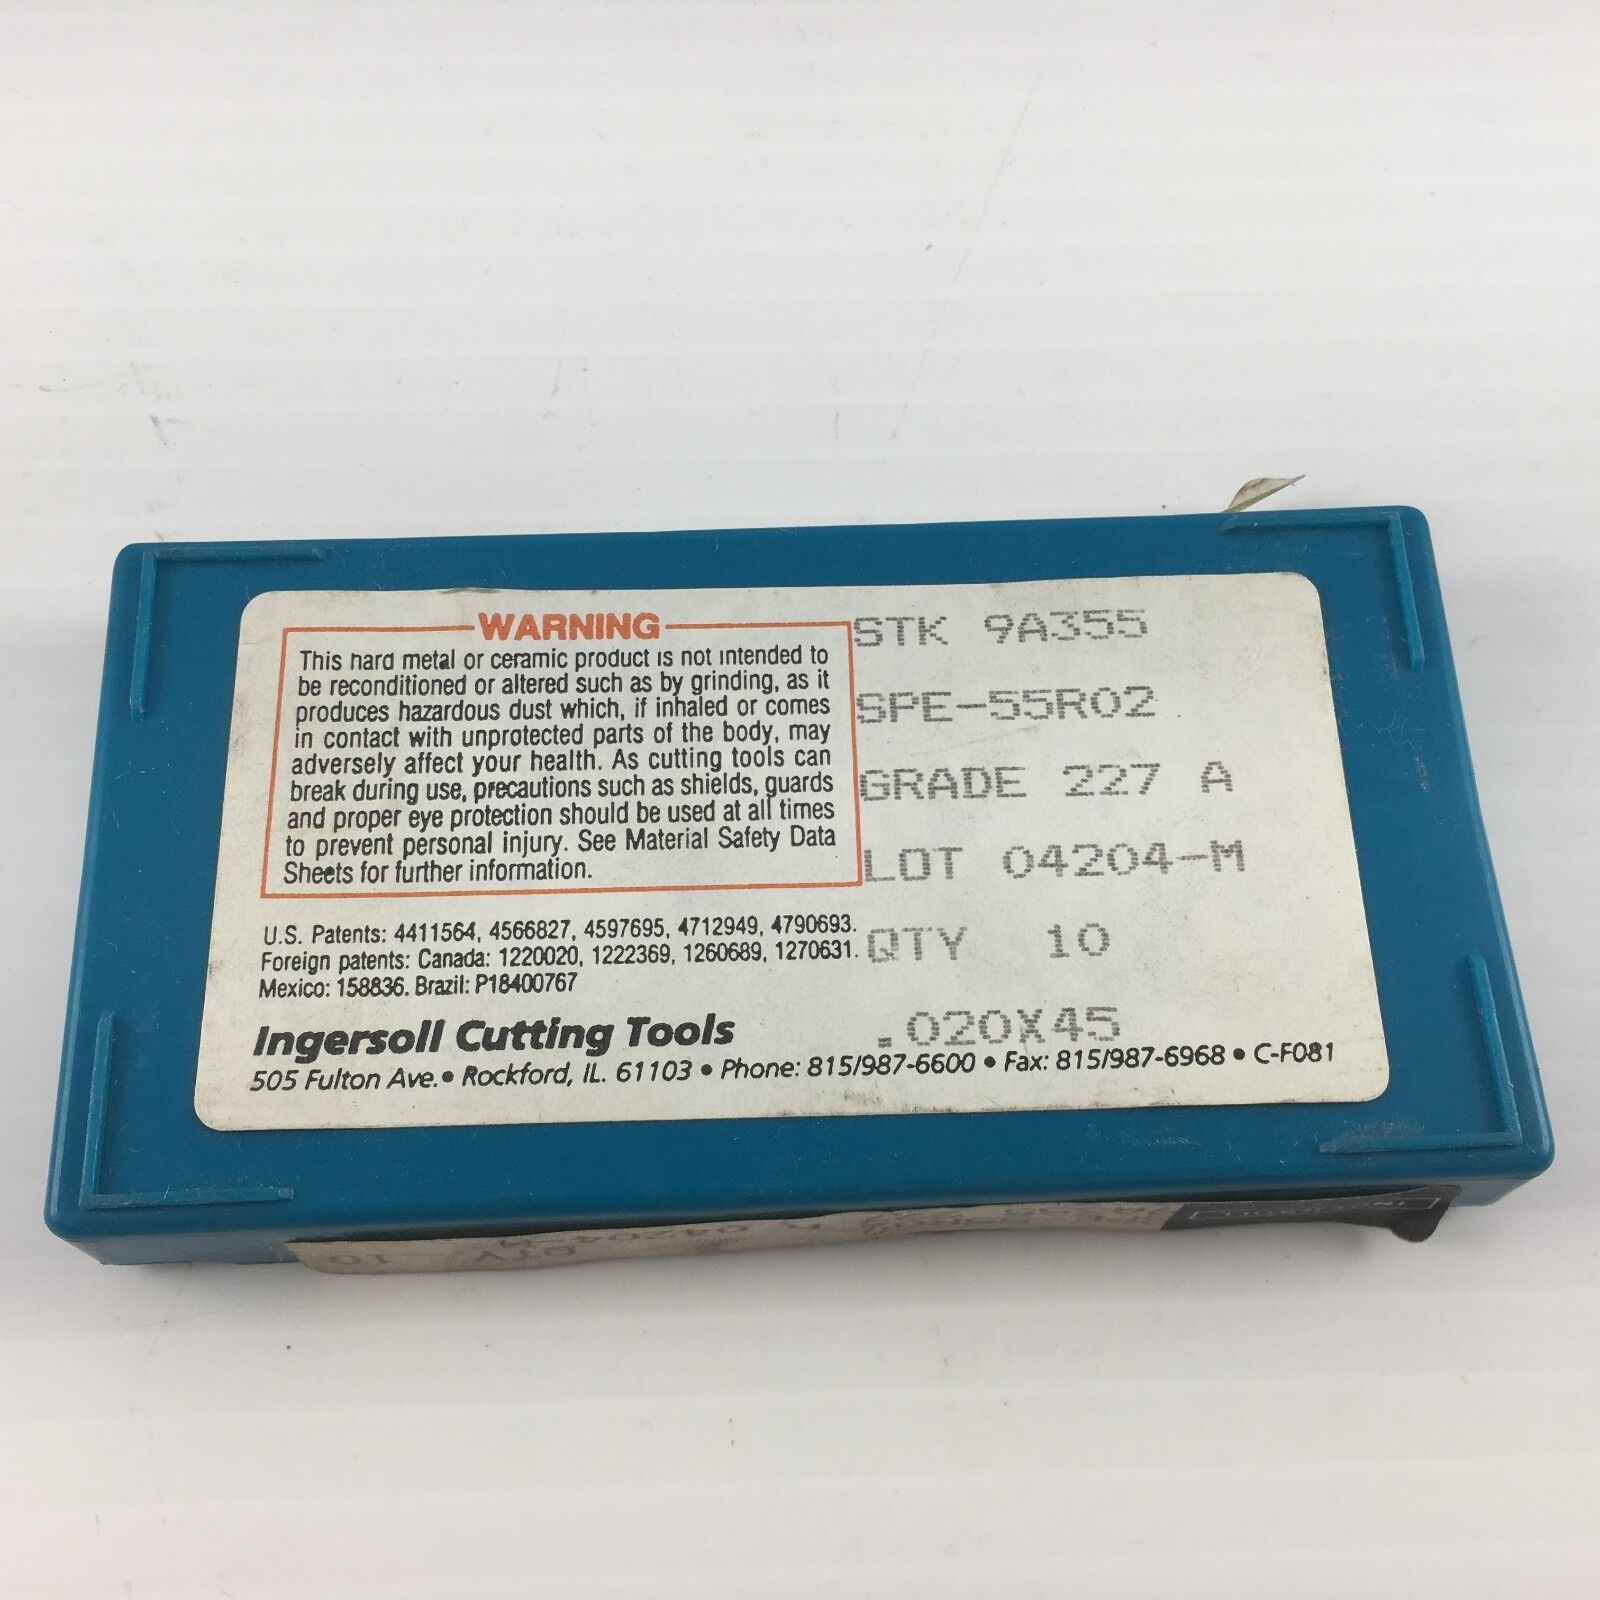 WARNING
This hard metal or ceramic product is not intended to
be reconditioned or altered such as by grinding, as it
produces hazardous dust which, if inhaled or comes
in contact with unprotected parts of the body, may
adversely affect your health. As cutting tools can
break during use, precautions such as shields, guards
and proper eye protection should be used at all times
to prevent personal injury. See Material Safety Data
Sheets for further information.
U.S. Patents: 4411564, 4566827, 4597695, 4712949, 4790693.
Foreign patents: Canada: 1220020, 1222369, 1260689, 1270631.
Mexico: 158836. Brazil: P18400767
STK 9A355
SPE-55R02
GRADE 227 A
LOT 04204-M
QTY 10
.020X45
Ingersoll Cutting Tools
505 Fulton Ave. • Rockford, IL. 61103 • Phone: 815/987-6600 • Fax: 815/987-6968 • C-F081
04204-M
QTY 10